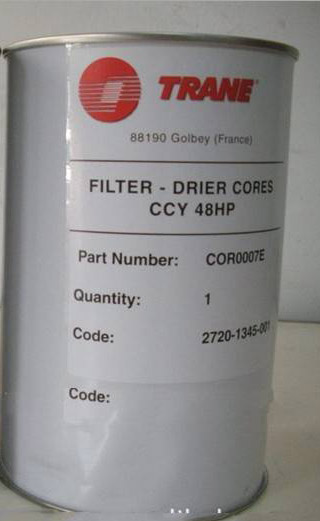 TRANE
88190 Golbey (France)
FILTER - DRIER CORES
CCY 48HP
Part Number: COR0007E
Quantity: 1
Code: 2720-1345-001
Code: